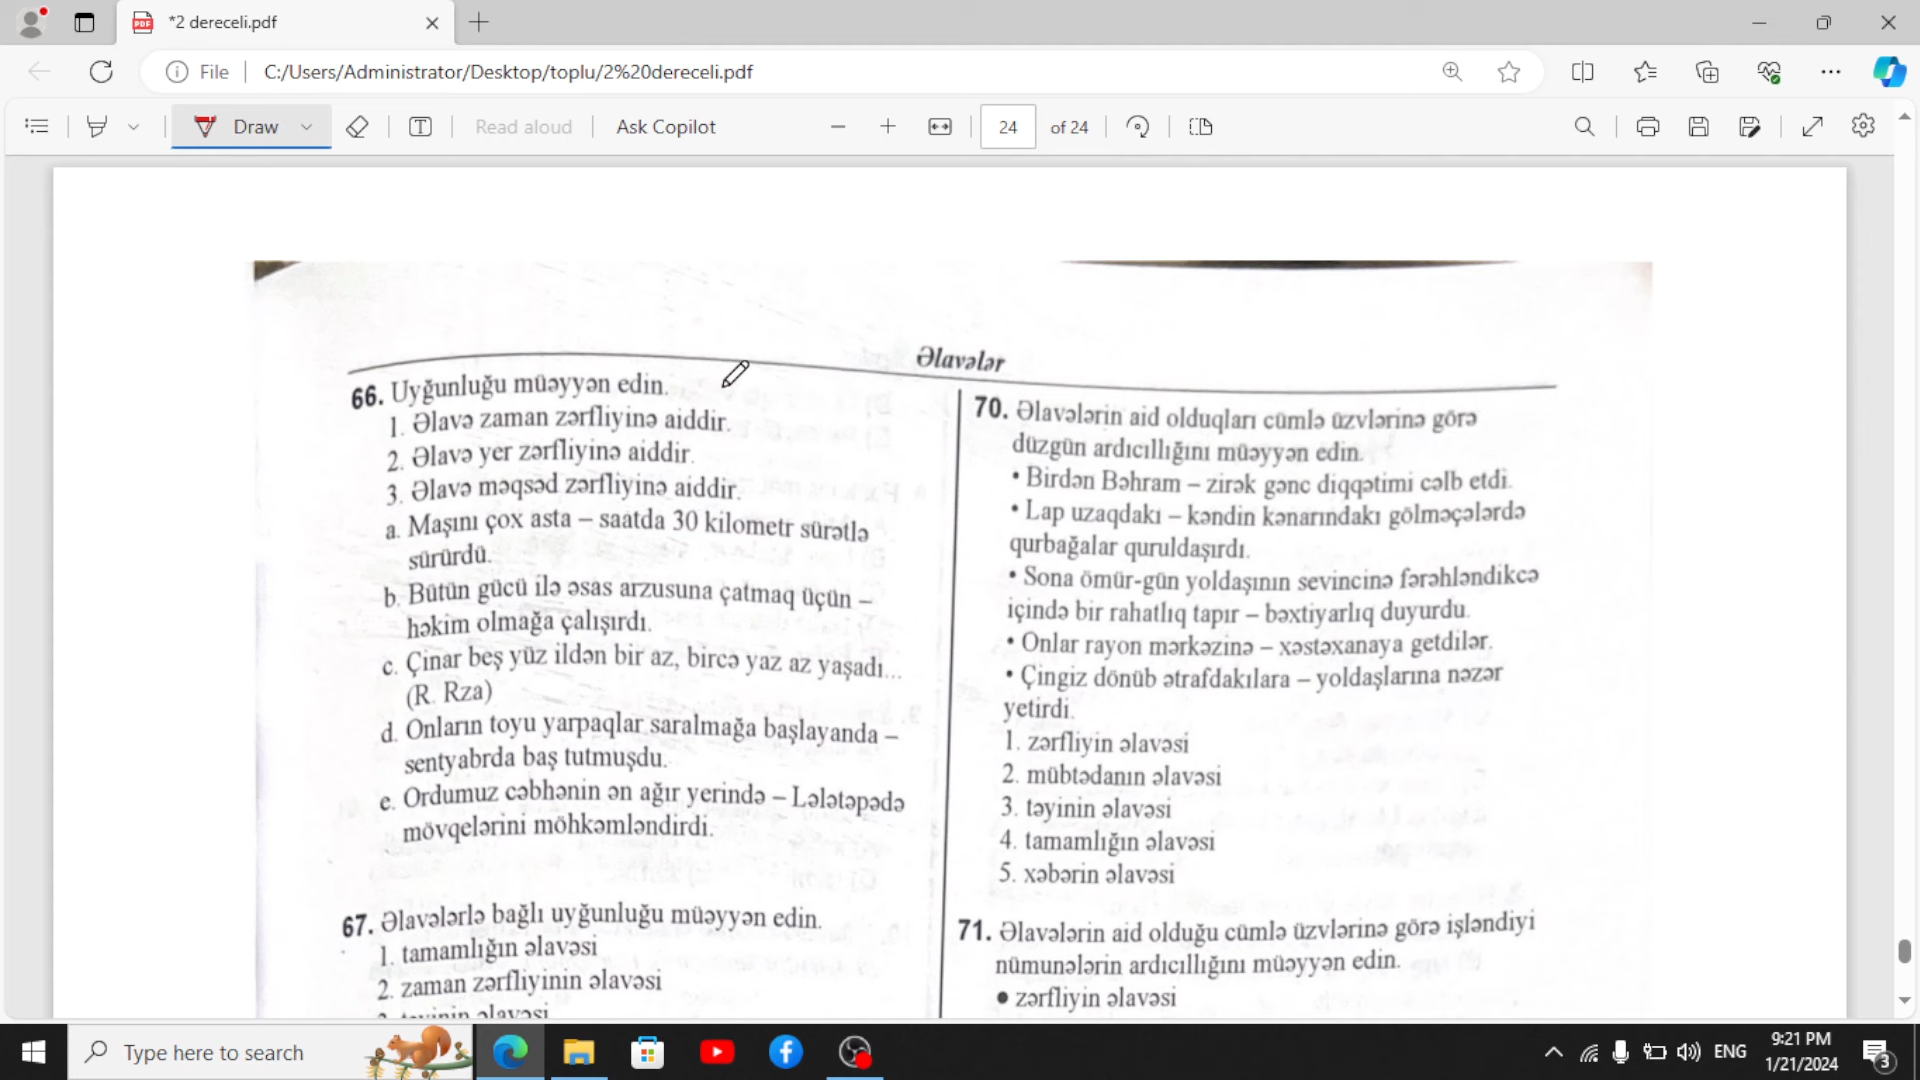 *2 dereceli.pdf
File
C:/Users/Administrator/Desktop/toplu/2%20dereceli.pdf
Draw
Read aloud
Ask Copilot
24
of 24
Əlavələr
66. Uyğunluğu müəyyən edin.
1. Əlavə zaman zərfliyinə aiddir.
2. Əlavə yer zərfliyinə aiddir.
3. Əlavə məqsəd zərfliyinə aiddir.
a. Maşını çox asta – saatda 30 kilometr sürətlə
sürürdü.
b. Bütün gücü ilə əsas arzusuna çatmaq üçün –
həkim olmağa çalışırdı.
c. Çinar beş yüz ildən bir az, bircə yaz az yaşadı...
(R. Rza)
d. Onların toyu yarpaqlar saralmağa başlayanda –
sentyabrda baş tutmuşdu.
e. Ordumuz cəbhənin ən ağır yerində – Lələtəpədə
mövqelərini möhkəmləndirdi.
67. Əlavələrlə bağlı uyğunluğu müəyyən edin.
1. tamamlığın əlavəsi
2. zaman zərfliyinin əlavəsi
3. təyinin əlavəsi
70. Əlavələrin aid olduqları cümlə üzvlərinə görə
düzgün ardıcıllığını müəyyən edin.
• Birdən Bəhram – zirək gənc diqqətimi cəlb etdi.
• Lap uzaqdakı – kəndin kənarındakı gölməçələrdə
qurbağalar quruldaşırdı.
• Sona ömür-gün yoldaşının sevincinə fərəhləndikcə
içində bir rahatlıq tapır – bəxtiyarlıq duyurdu.
• Onlar rayon mərkəzinə – xəstəxanaya getdilər.
• Çingiz dönüb ətrafdakılara – yoldaşlarına nəzər
yetirdi.
1. zərfliyin əlavəsi
2. mübtədanın əlavəsi
3. təyinin əlavəsi
4. tamamlığın əlavəsi
5. xəbərin əlavəsi
71. Əlavələrin aid olduğu cümlə üzvlərinə görə işləndiyi
nümunələrin ardıcıllığını müəyyən edin.
● zərfliyin əlavəsi
Type here to search
ENG
9:21 PM
1/21/2024
3